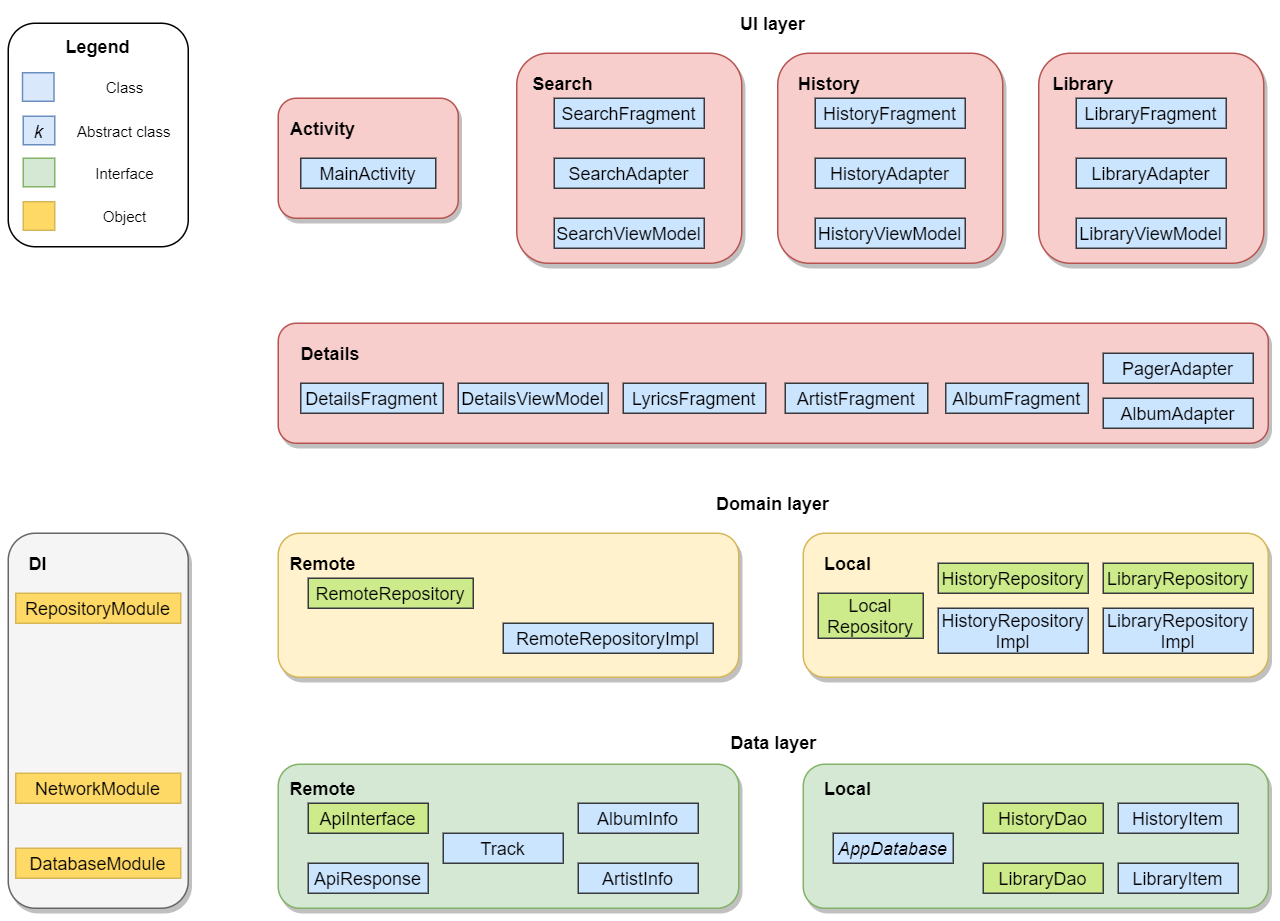 Legend
Class
k
Abstract class
Interface
Object
UI layer
Activity
MainActivity
Search
SearchFragment
SearchAdapter
SearchViewModel
History
HistoryFragment
HistoryAdapter
HistoryViewModel
Library
LibraryFragment
LibraryAdapter
LibraryViewModel
Details
DetailsFragment
DetailsViewModel
LyricsFragment
ArtistFragment
AlbumFragment
PagerAdapter
AlbumAdapter
Domain layer
DI
RepositoryModule
NetworkModule
DatabaseModule
Remote
RemoteRepository
RemoteRepositoryImpl
Local
Local
Repository
HistoryRepository
HistoryRepository
Impl
LibraryRepository
LibraryRepository
Impl
Data layer
Remote
ApiInterface
ApiResponse
Track
AlbumInfo
ArtistInfo
Local
AppDatabase
HistoryDao
LibraryDao
HistoryItem
LibraryItem